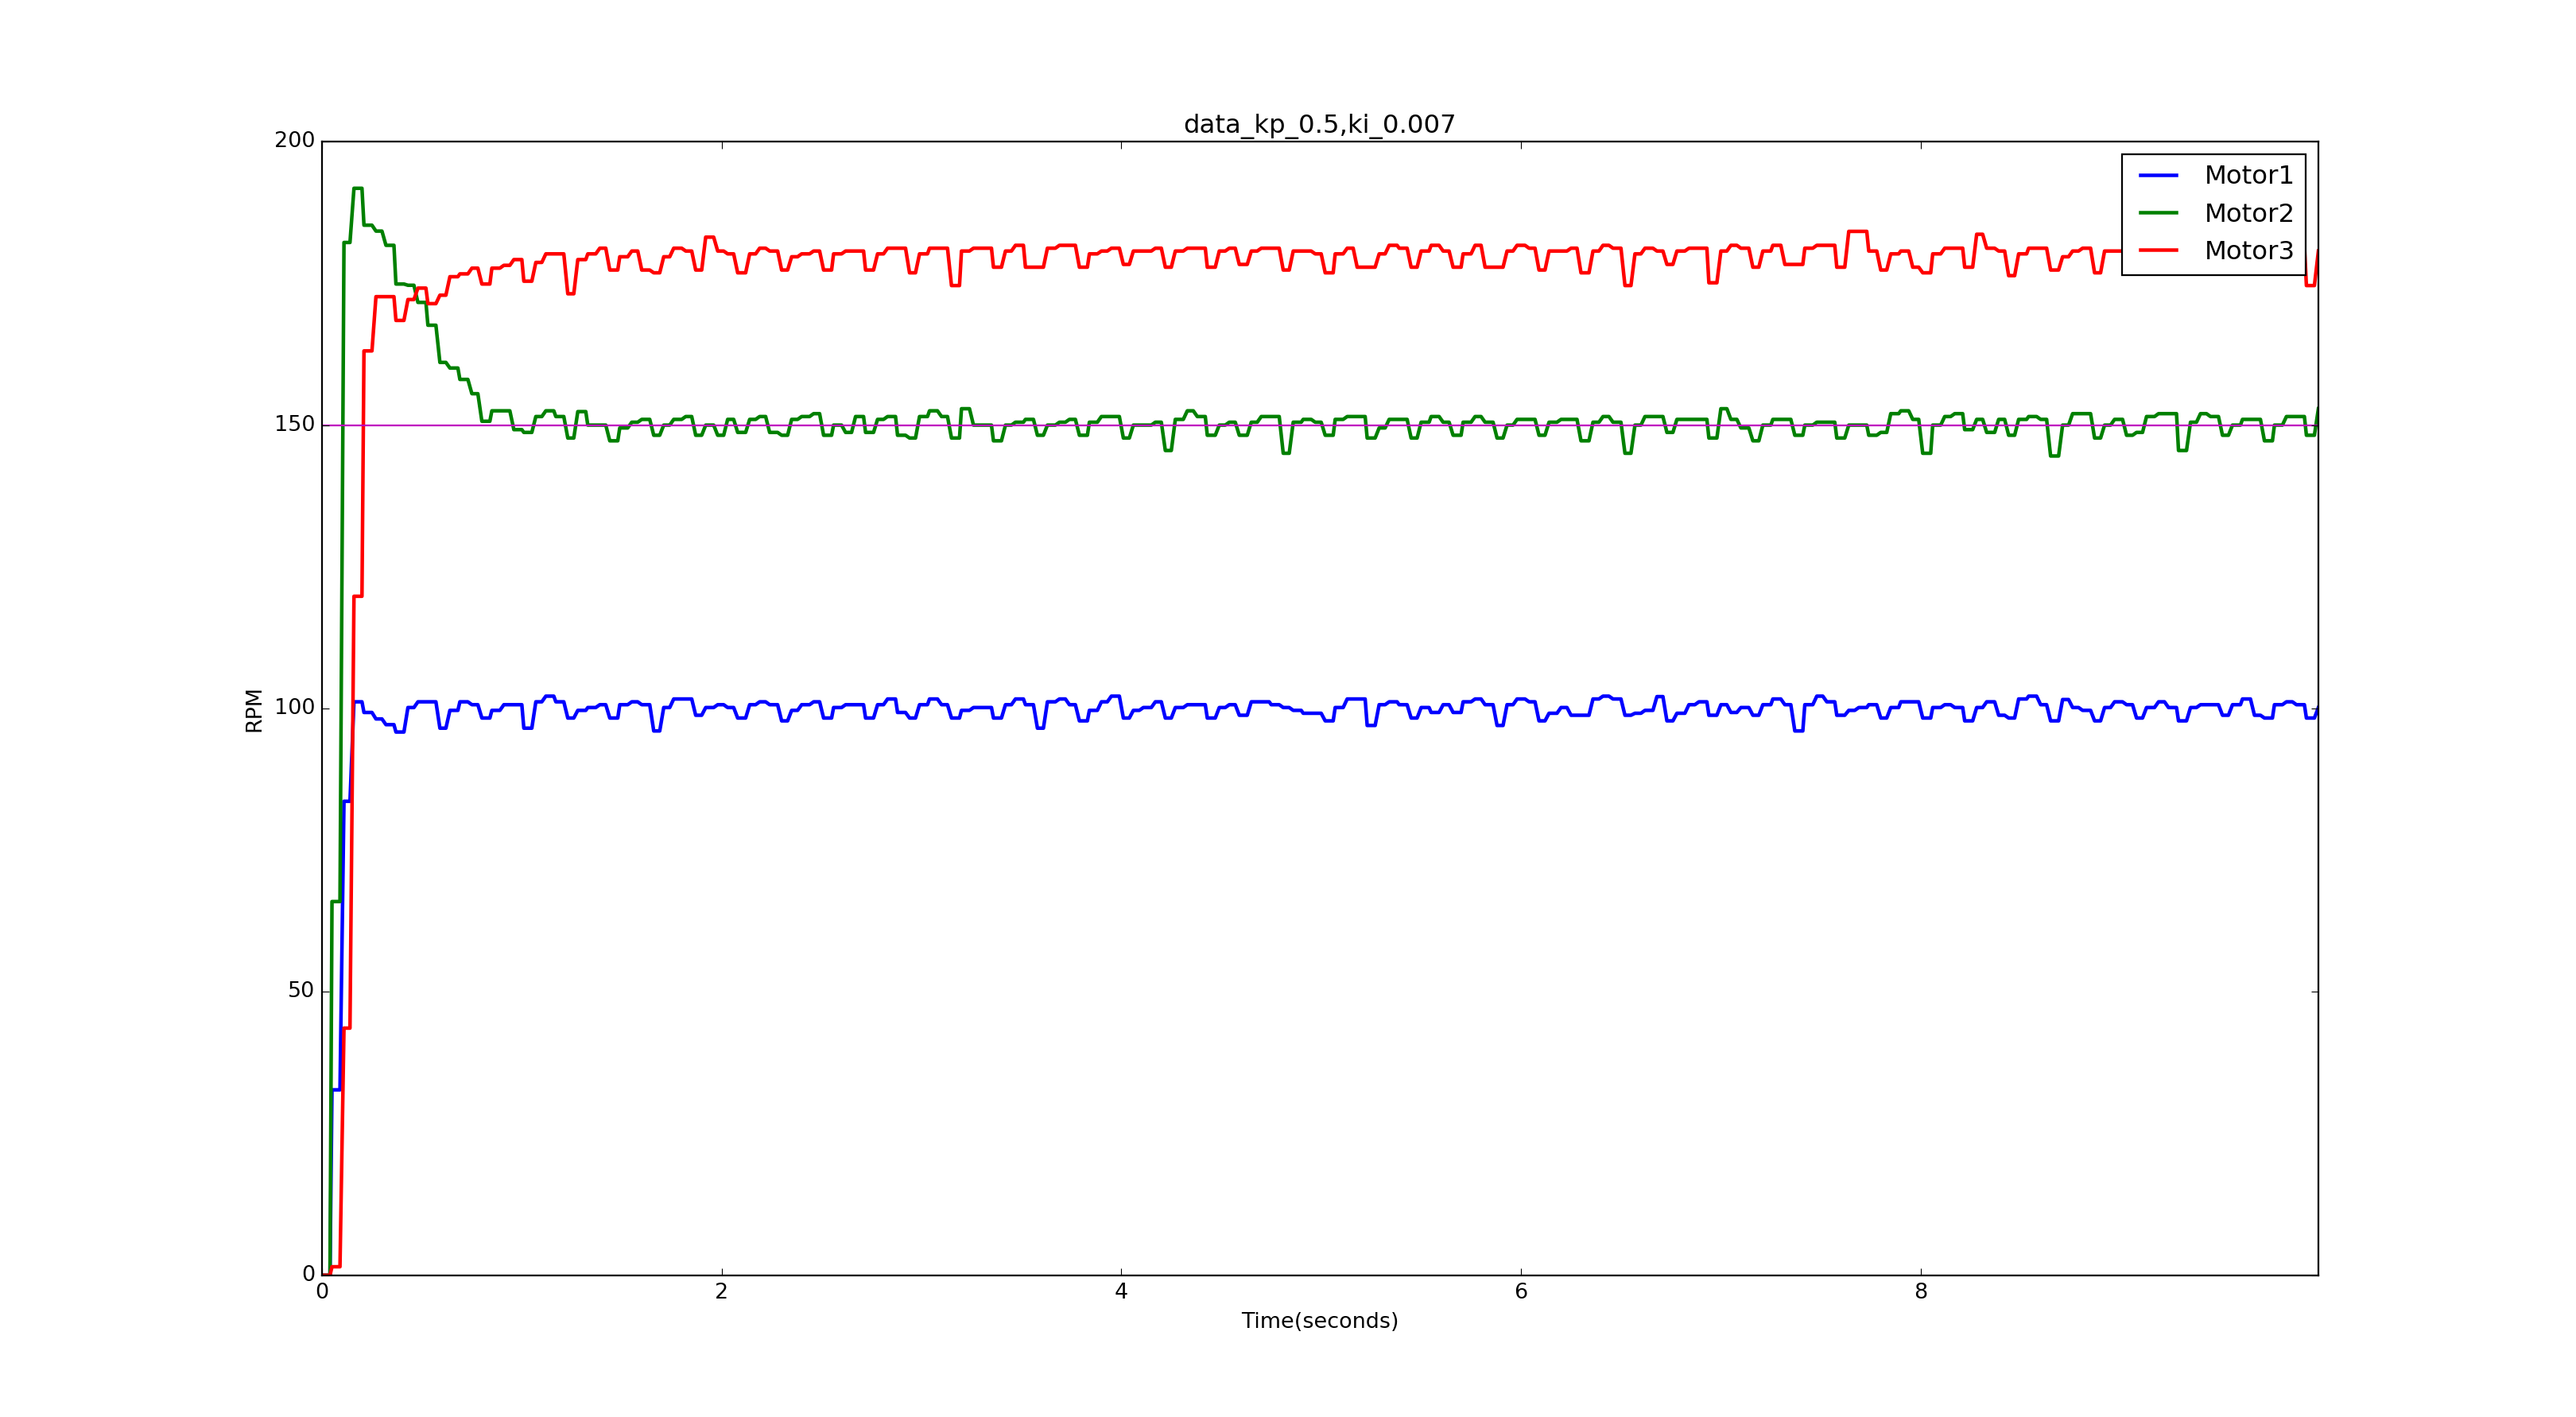 data_kp_0.5,ki_0.007
200
150
100
50
0
RPM
Motor1
Motor2
Motor3
0 2 4 6 8
Time(seconds)